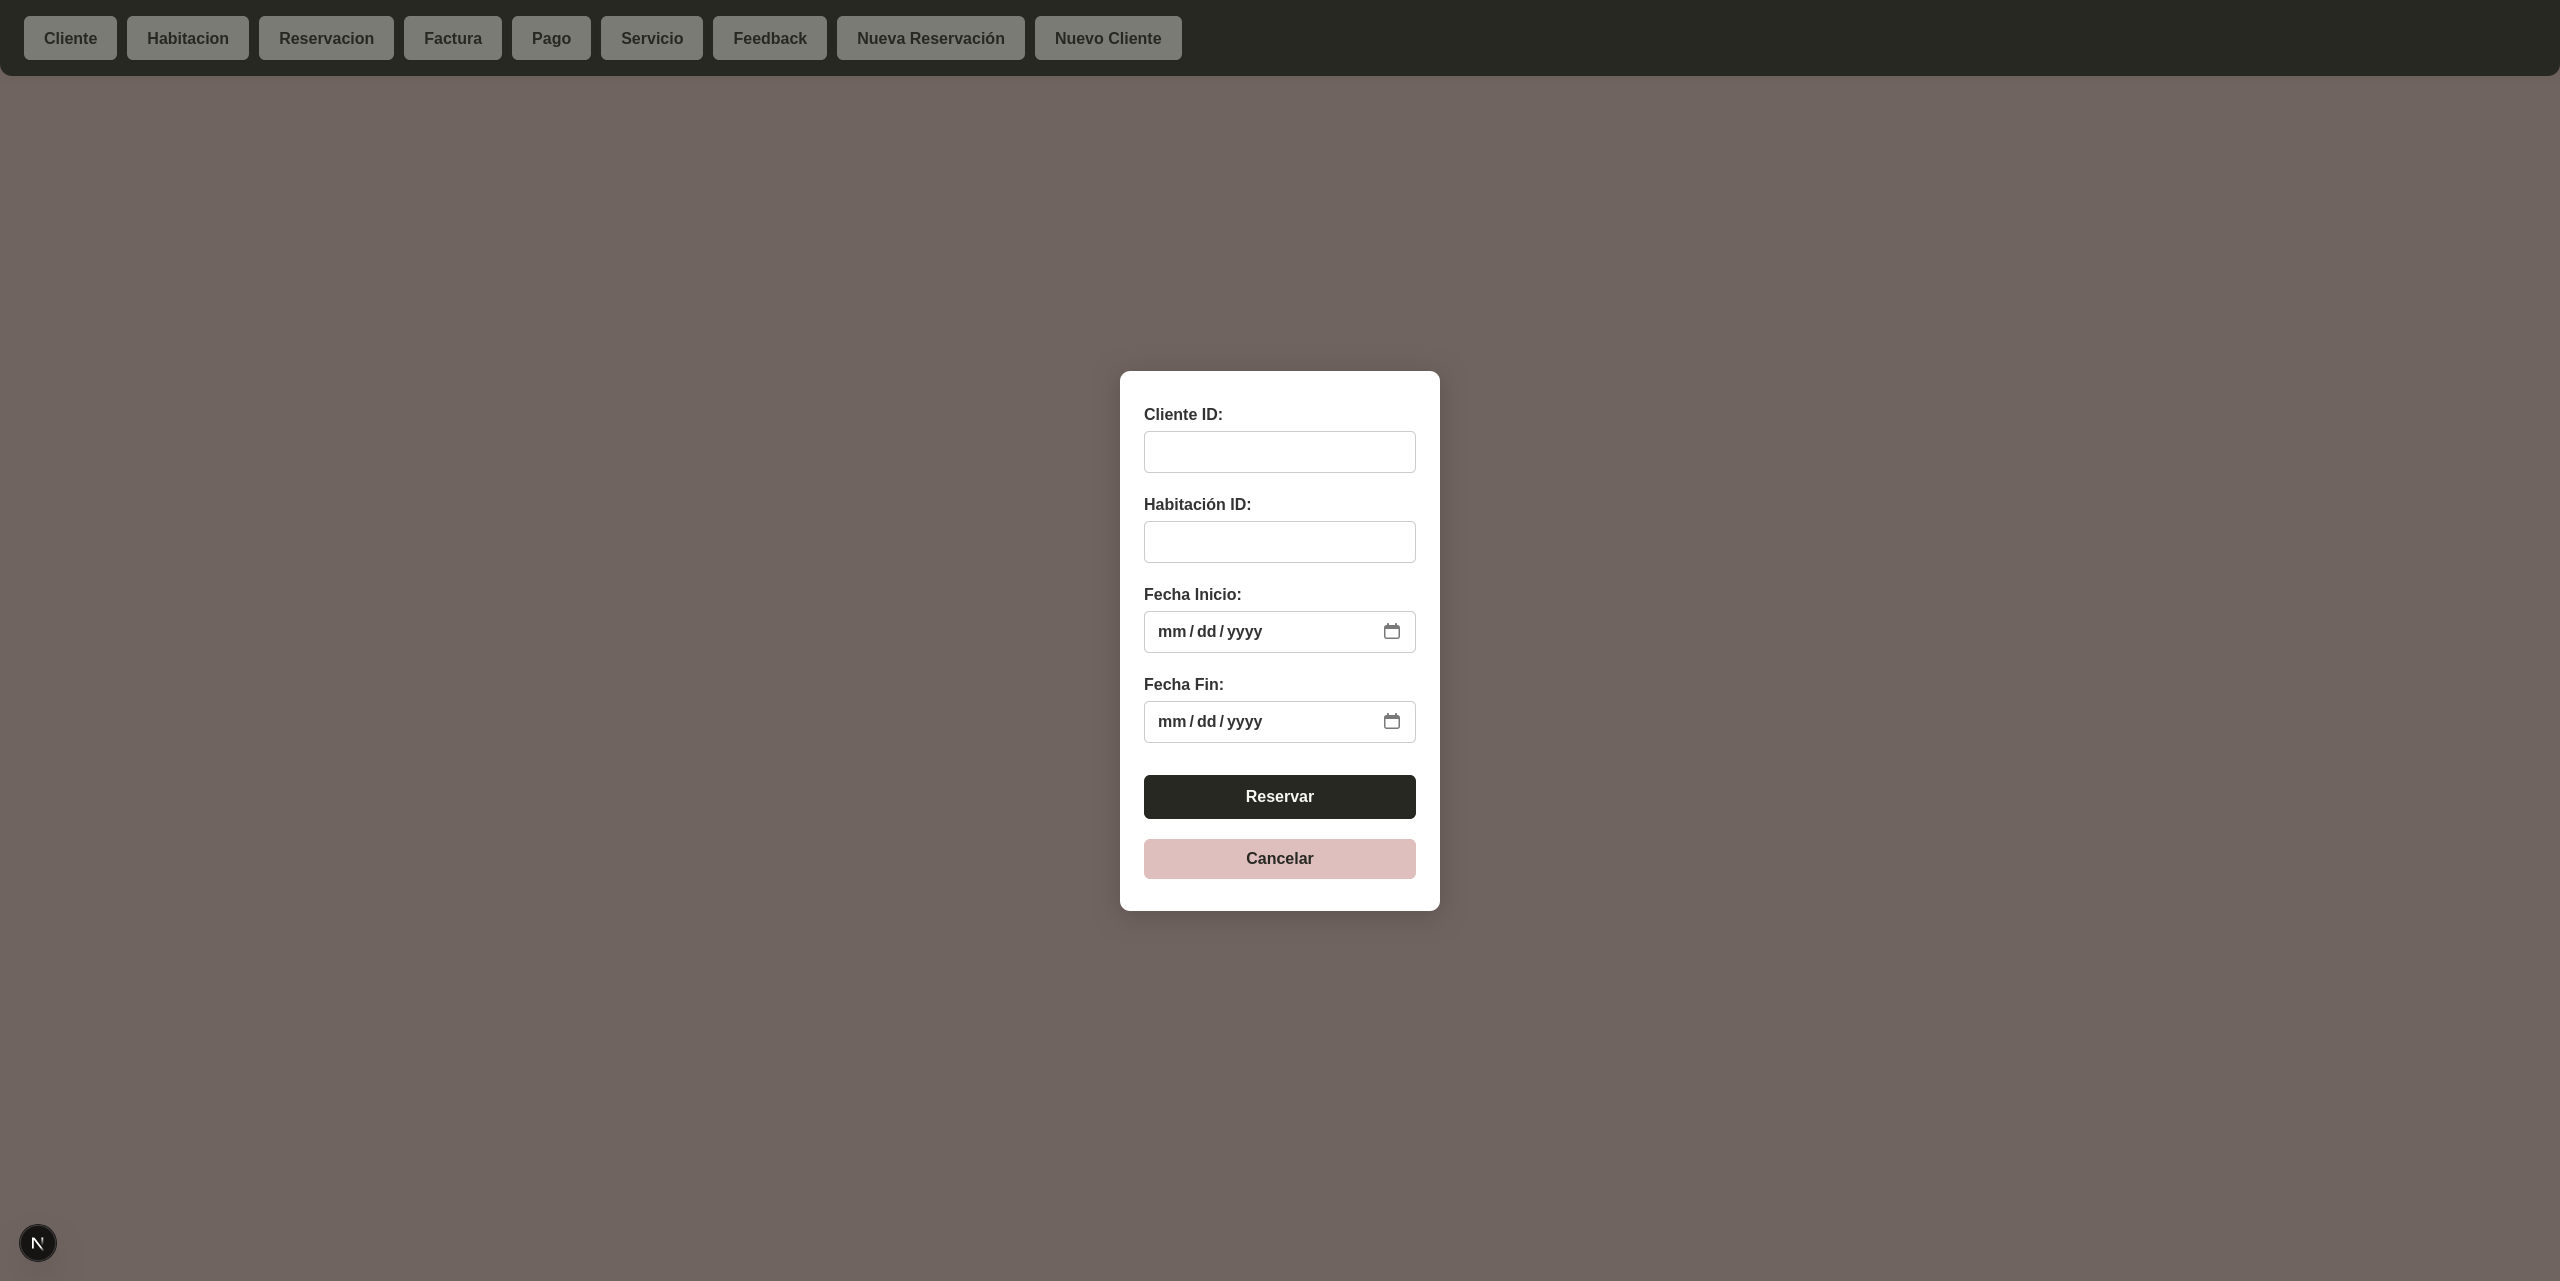 Cliente Habitacion Reservacion Factura Pago Servicio Feedback Nueva Reservación Nuevo Cliente
Cliente ID:
Habitación ID:
Fecha Inicio:
mm/dd/yyyy
Fecha Fin:
mm/dd/yyyy
Reservar
Cancelar
N